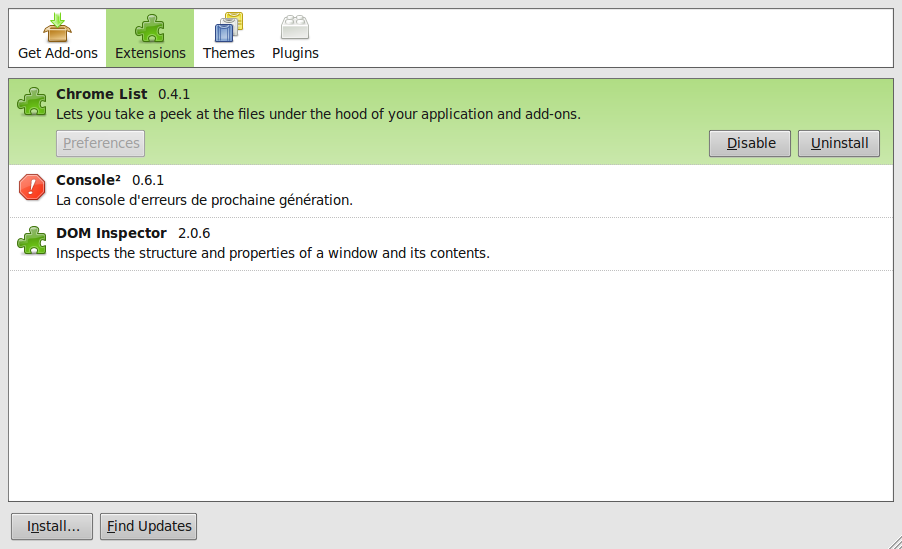 Get Add-ons Extensions Themes Plugins
Chrome List 0.4.1
Lets you take a peek at the files under the hood of your application and add-ons.
Preferences Disable Uninstall
Console² 0.6.1
La console d'erreurs de prochaine génération.
DOM Inspector 2.0.6
Inspects the structure and properties of a window and its contents.
Install... Find Updates